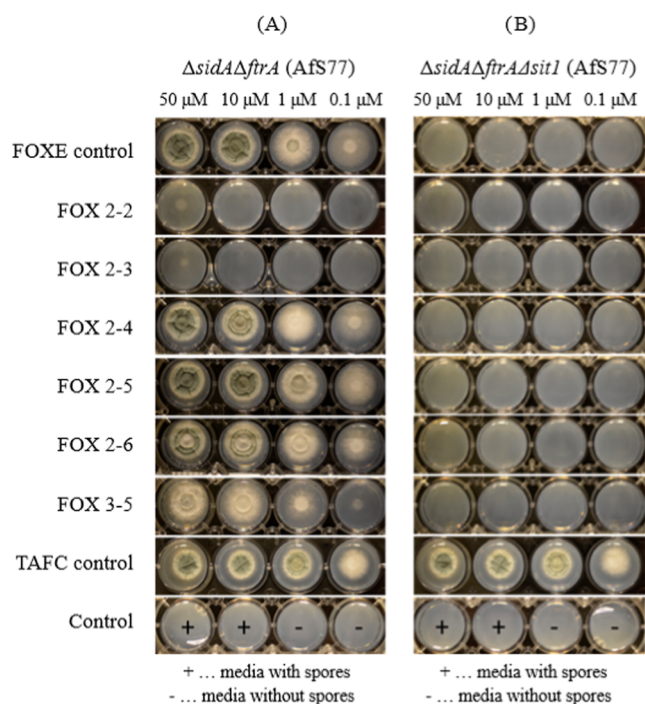 (A) (B)
ΔsidAΔftrA (AfS77) ΔsidAΔftrAΔsit1 (AfS77)
50 µM 10 µM 1 µM 0.1 µM 50 µM 10 µM 1 µM 0.1 µM
FOXE control
FOX 2-2
FOX 2-3
FOX 2-4
FOX 2-5
FOX 2-6
FOX 3-5
TAFC control
Control + + - - + + - -
+ … media with spores + … media with spores
- … media without spores - … media without spores